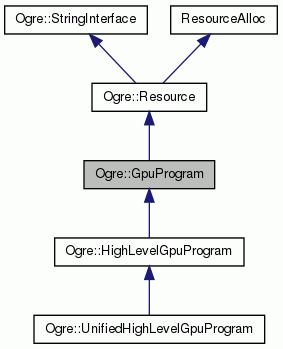 Ogre::StringInterface
ResourceAlloc
Ogre::Resource
Ogre::GpuProgram
Ogre::HighLevelGpuProgram
Ogre::UnifiedHighLevelGpuProgram